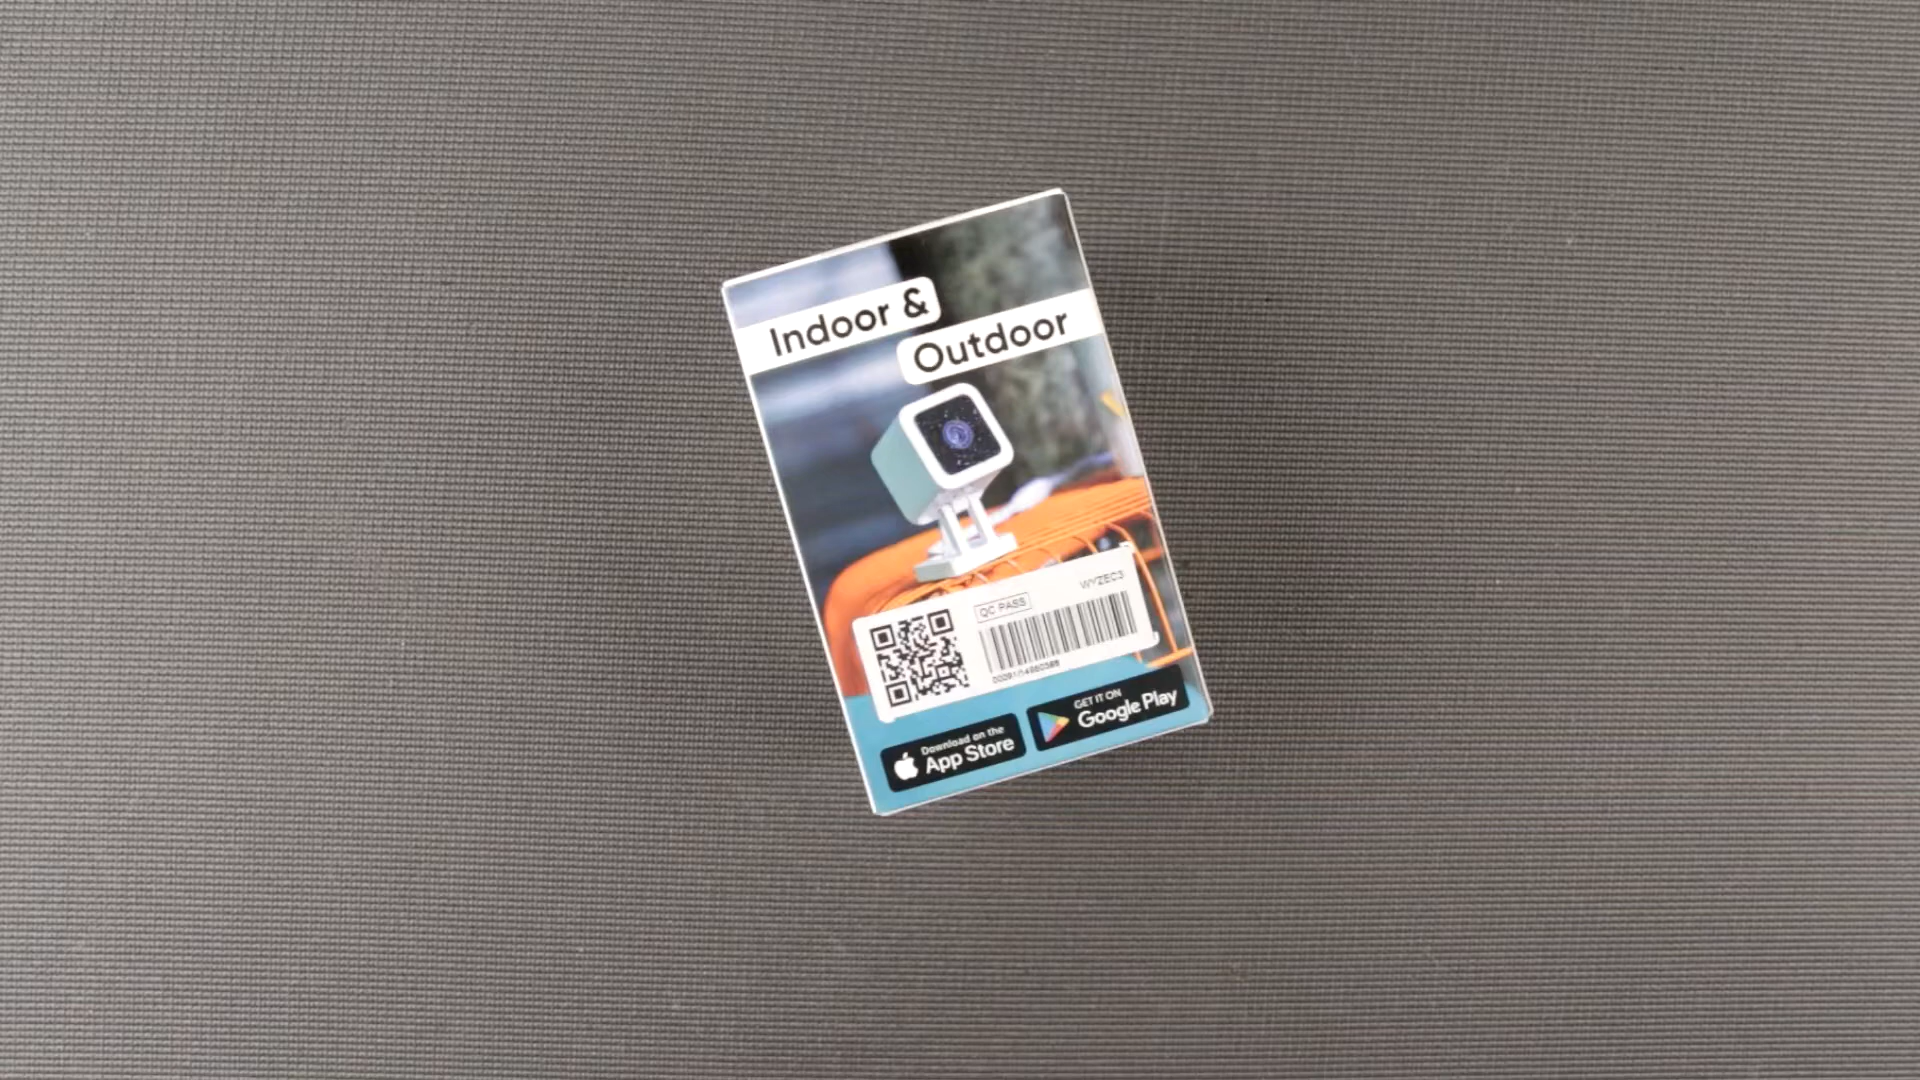 Indoor &
Outdoor
WYZEC3
QC PASS
Download on the
App Store
GET IT ON
Google Play